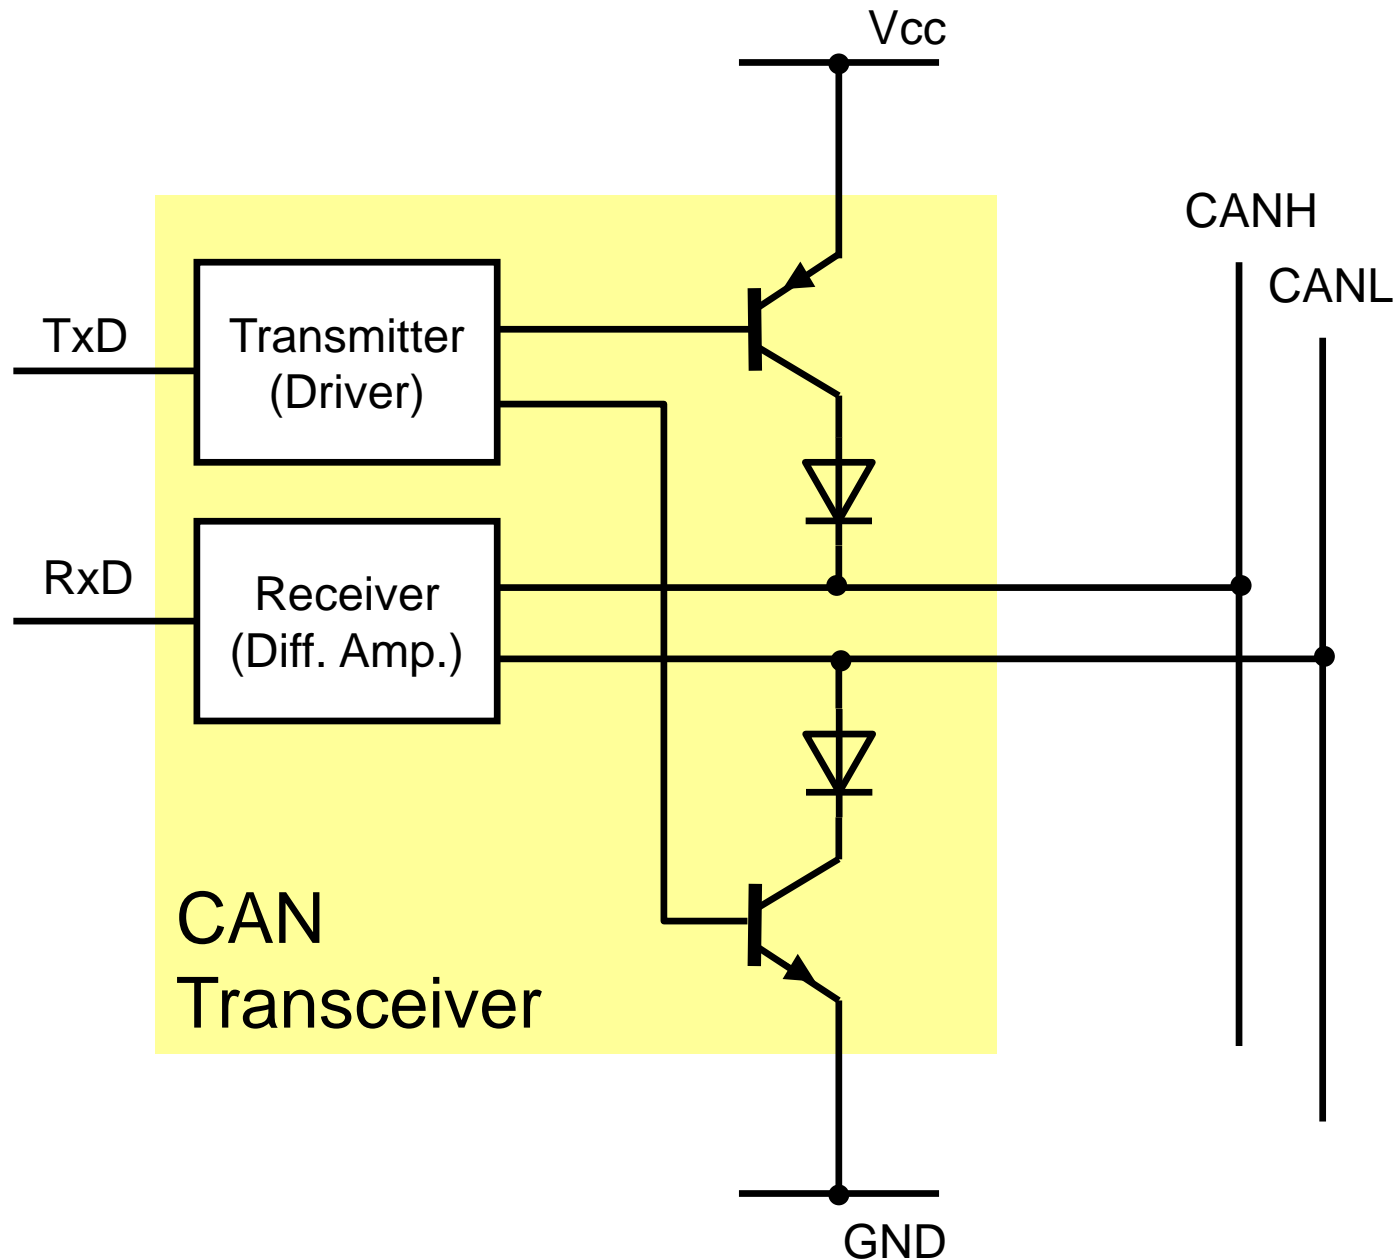 Vcc
CANH
CANL
TxD
Transmitter
(Driver)
RxD
Receiver
(Diff. Amp.)
CAN
Transceiver
GND